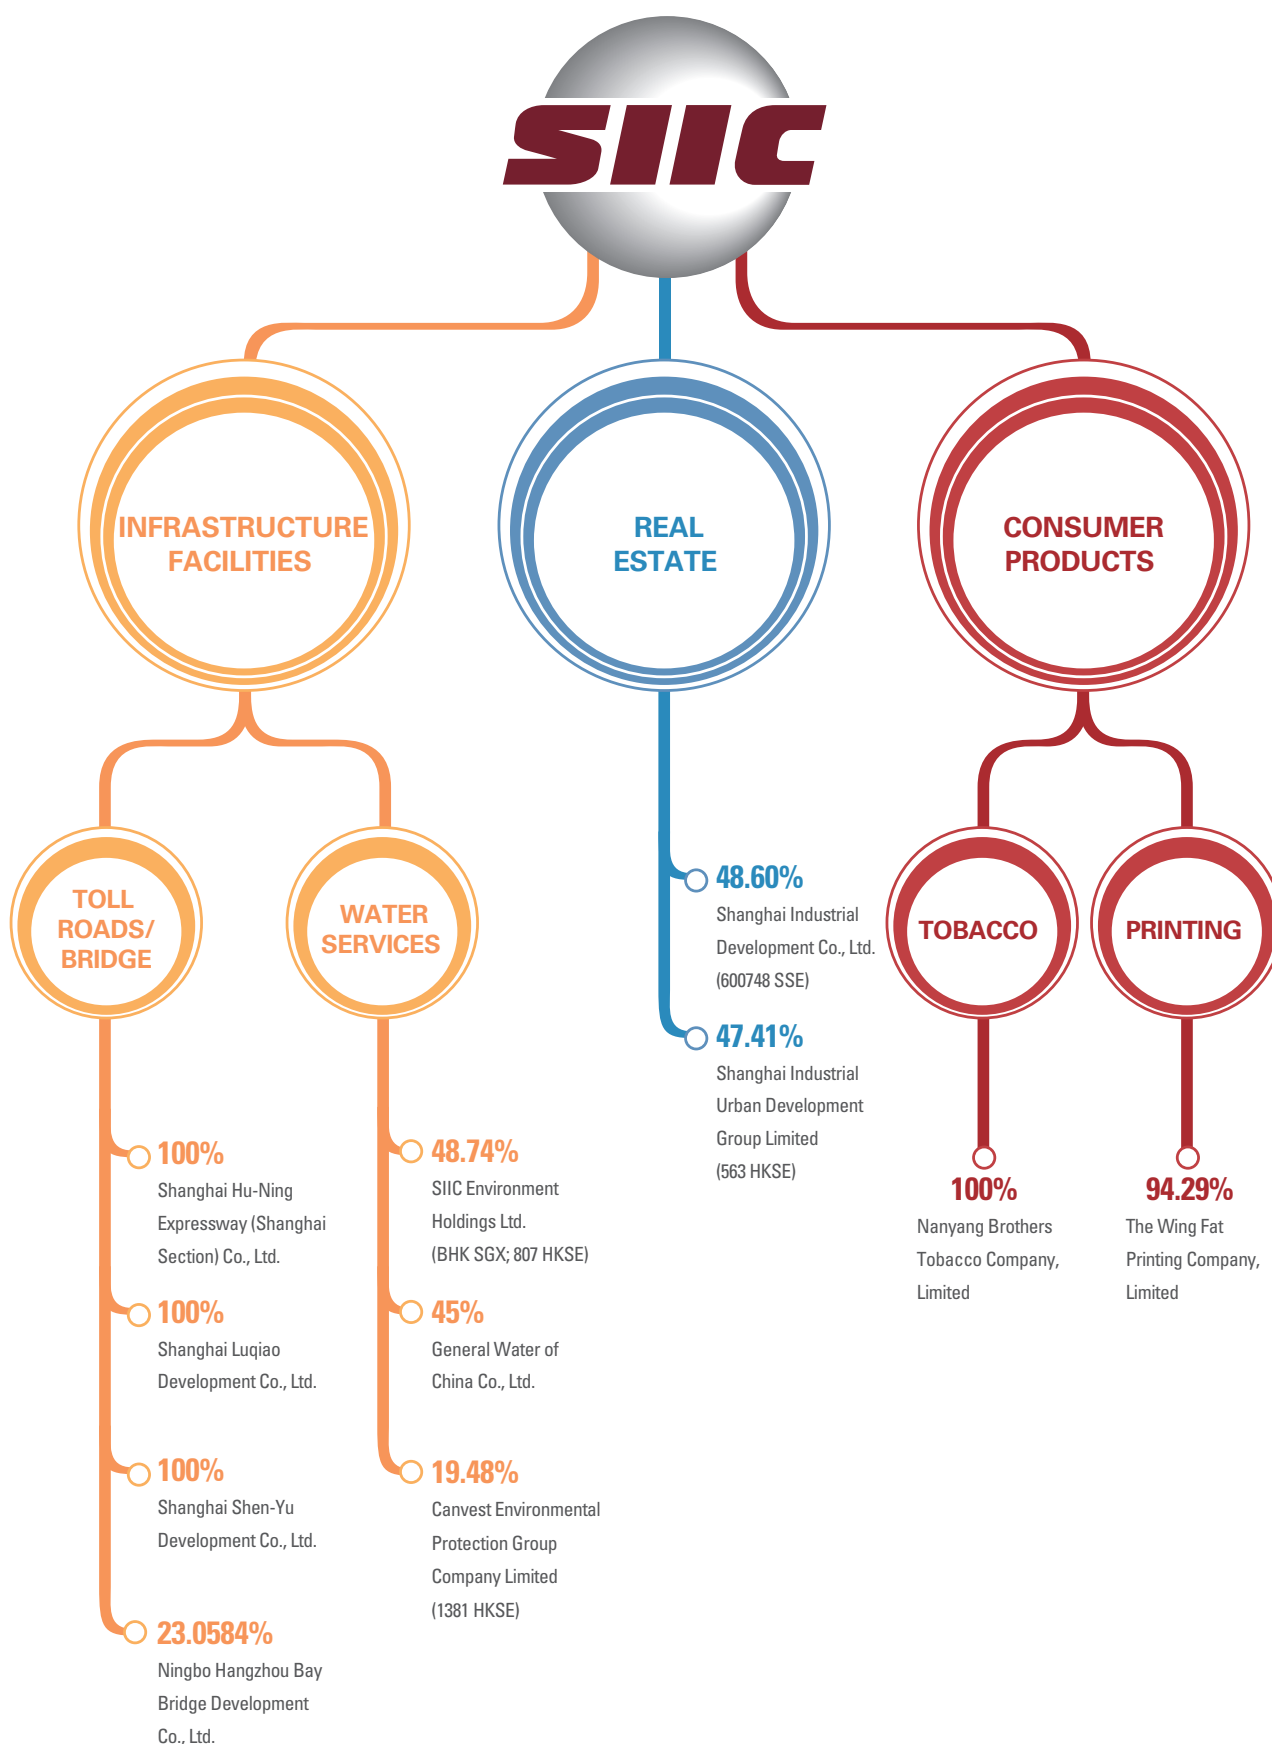 SIIC
INFRASTRUCTURE
FACILITIES
REAL
ESTATE
CONSUMER
PRODUCTS
TOLL
ROADS/
BRIDGE
WATER
SERVICES
TOBACCO
PRINTING
100%
Shanghai Hu-Ning
Expressway (Shanghai
Section) Co., Ltd.
100%
Shanghai Luqiao
Development Co., Ltd.
100%
Shanghai Shen-Yu
Development Co., Ltd.
23.0584%
Ningbo Hangzhou Bay
Bridge Development
Co., Ltd.
48.74%
SIIC Environment
Holdings Ltd.
(BHK SGX; 807 HKSE)
45%
General Water of
China Co., Ltd.
19.48%
Canvest Environmental
Protection Group
Company Limited
(1381 HKSE)
48.60%
Shanghai Industrial
Development Co., Ltd.
(600748 SSE)
47.41%
Shanghai Industrial
Urban Development
Group Limited
(563 HKSE)
100%
Nanyang Brothers
Tobacco Company,
Limited
94.29%
The Wing Fat
Printing Company,
Limited